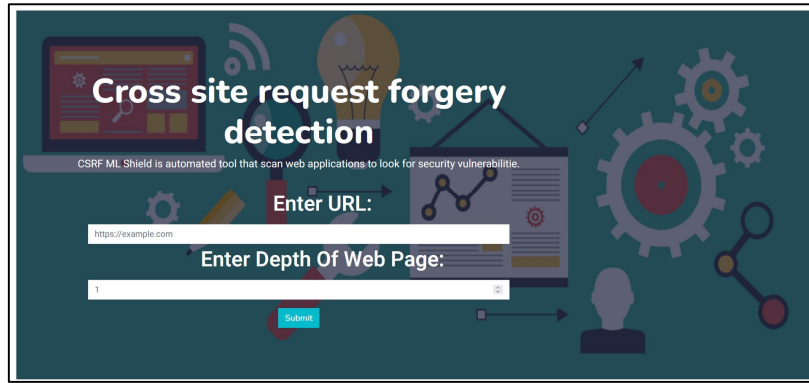 Cross site request forgery
detection
CSRF ML Shield is automated tool that scan web applications to look for security vulnerabilitie.
Enter URL:
https://example.com
Enter Depth Of Web Page:
1
Submit